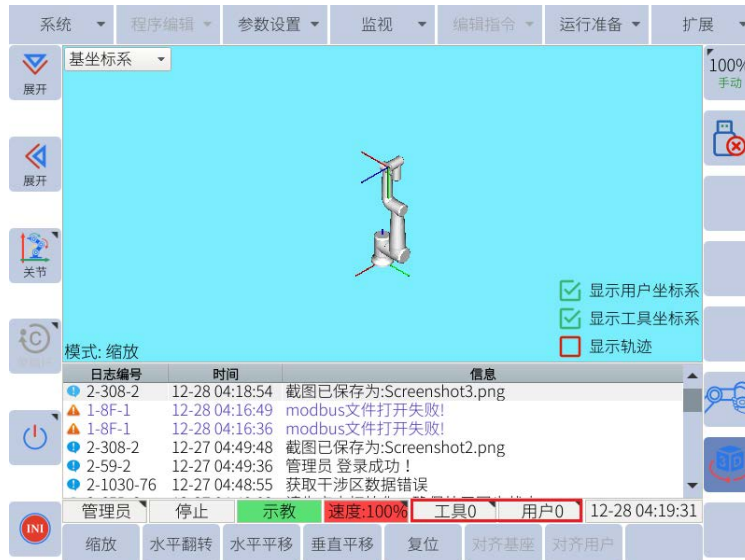 系统 程序编辑 参数设置 监视 编辑指令 运行准备 扩展
基坐标系
展开
100%
手动
展开
关节
显示用户坐标系
显示工具坐标系
显示轨迹
模式: 缩放
日志编号 时间 信息
2-308-2 12-28 04:18:54 截图已保存为:Screenshot3.png
1-8F-1 12-28 04:16:49 modbus文件打开失败!
1-8F-1 12-28 04:16:36 modbus文件打开失败!
2-308-2 12-27 04:49:48 截图已保存为:Screenshot2.png
2-59-2 12-27 04:49:36 管理员 登录成功！
2-1030-76 12-27 04:48:55 获取干涉区数据错误
管理员 停止 示教 速度:100% 工具0 用户0 12-28 04:19:31
INI
3D
缩放 水平翻转 水平平移 垂直平移 复位 对齐基座 对齐用户